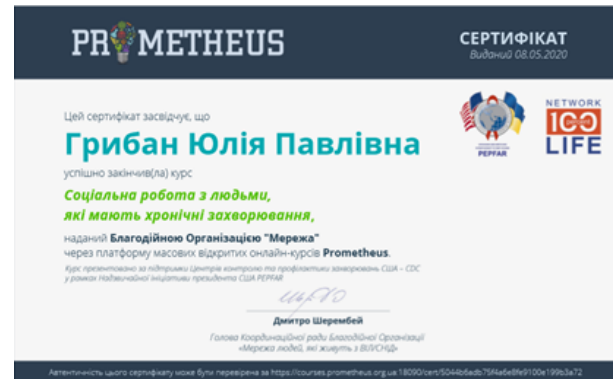 PROMETHEUS
СЕРТИФІКАТ
Виданий 08.05.2020
Цей сертифікат засвідчує, що
Грибан Юлія Павлівна
успішно закінчив(ла) курс
Соціальна робота з людьми,
які мають хронічні захворювання,
наданий Благодійною Організацією "Мережа"
через платформу масових відкритих онлайн-курсів Prometheus.
Курс презентовано за підтримки Центрів контролю та профілактики захворювань США – CDC
у рамках Надзвичайної ініціативи президента США PEPFAR
PEPFAR
NETWORK
100
LIFE
Дмитро Шерембей
Голова Координаційної ради Благодійної Організації
«Мережа людей, які живуть з ВІЛ/СНІД»
Автентичність цього сертифікату може бути перевірена за https://courses.prometheus.org.ua:18090/cert/5044b6adb75f4a6e8fe9100e199b3a72